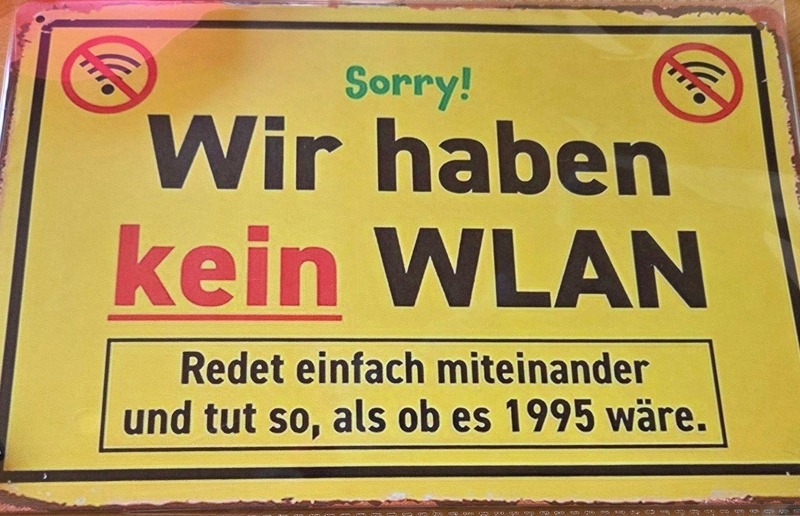 Sorry!
Wir haben
kein WLAN
Redet einfach miteinander
und tut so, als ob es 1995 wäre.